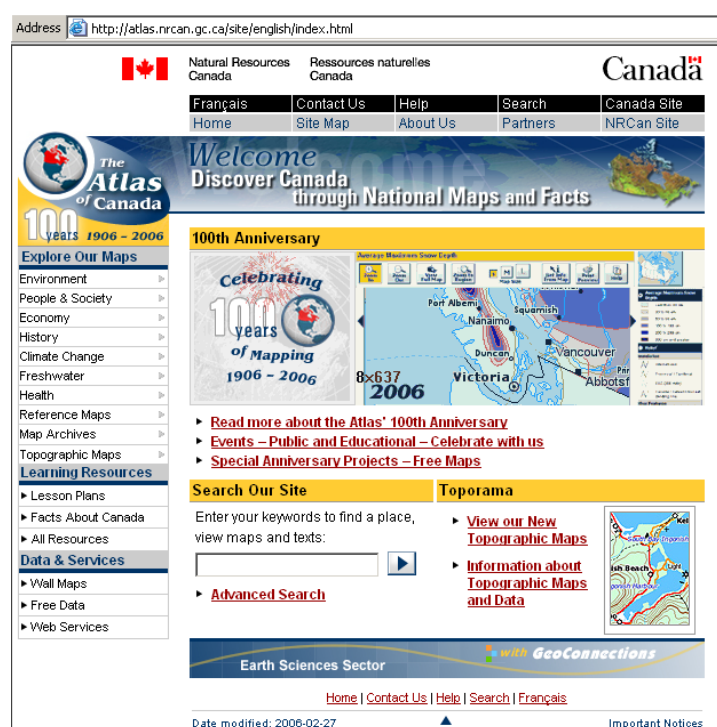 Address http://atlas.nrcan.gc.ca/site/english/index.html
Natural Resources Canada
Ressources naturelles Canada
Canada
Français Contact Us Help Search Canada Site
Home Site Map About Us Partners NRCan Site
The Atlas of Canada
100 years 1906 – 2006
Welcome
Discover Canada
through National Maps and Facts
Explore Our Maps
Environment
People & Society
Economy
History
Climate Change
Freshwater
Health
Reference Maps
Map Archives
Topographic Maps
Learning Resources
Lesson Plans
Facts About Canada
All Resources
Data & Services
Wall Maps
Free Data
Web Services
100th Anniversary
Celebrating
100 years
of Mapping
1906 – 2006
Average Maximum Snow Depth
Port Alberni
Squamish
Nanaimo
Duncan
Vancouver
Victoria
Abbotsf
8x637
2006
Read more about the Atlas' 100th Anniversary
Events – Public and Educational – Celebrate with us
Special Anniversary Projects – Free Maps
Search Our Site
Enter your keywords to find a place,
view maps and texts:
Advanced Search
Toporama
View our New
Topographic Maps
Information about
Topographic Maps
and Data
Kel
ish Beach
Light
Earth Sciences Sector
with GeoConnections
Home | Contact Us | Help | Search | Français
Date modified: 2006-02-27
Important Notices